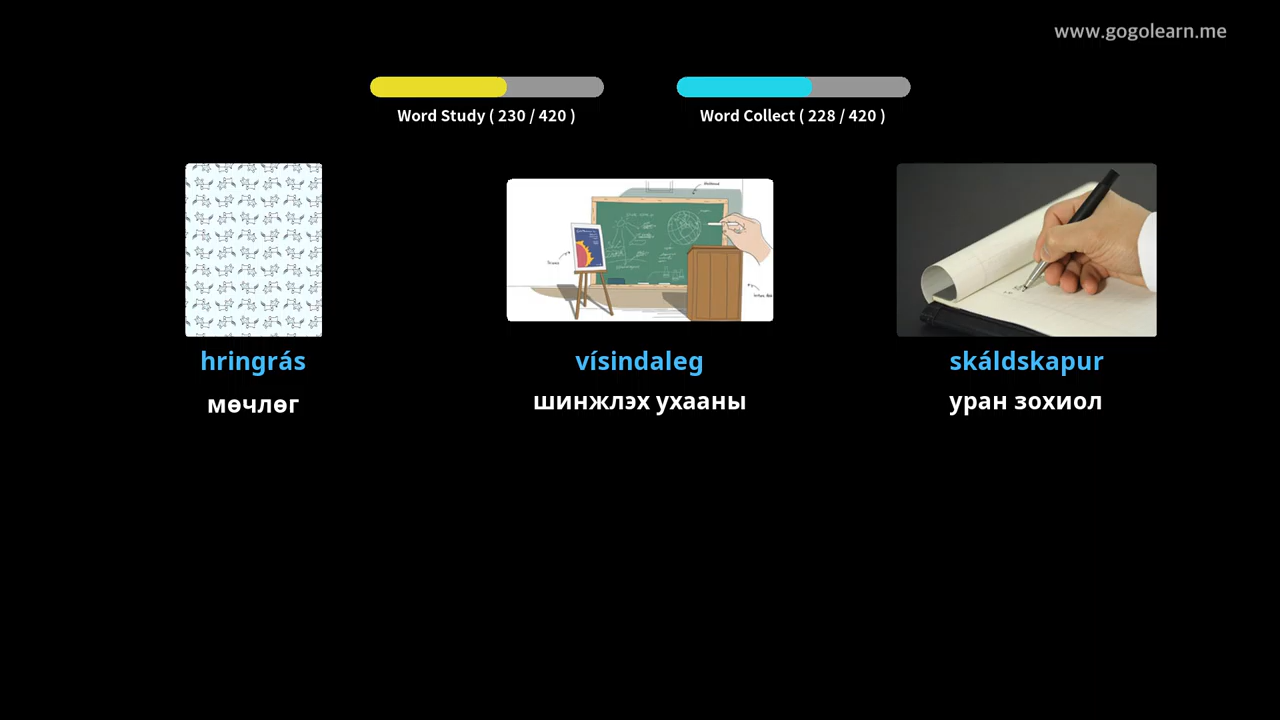 www.gogolearn.me
Word Study ( 230 / 420 )
Word Collect ( 228 / 420 )
hringrás
vísindaleg
skáldskapur
мөчлөг
шинжлэх ухааны
уран зохиол